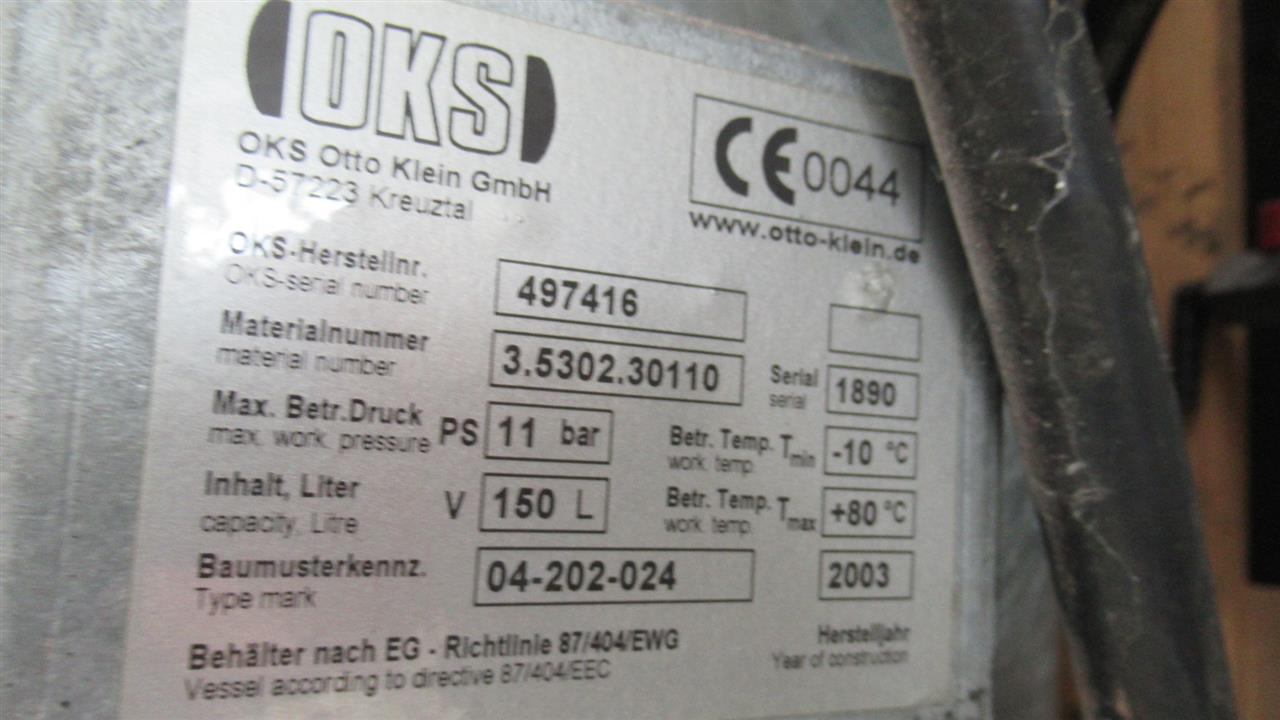 OKS
OKS Otto Klein GmbH
D-57223 Kreuztal
CE 0044
www.otto-klein.de
OKS-Herstellnr. 497416
OKS-serial number
Materialnummer 3.5302.30110 Serial 1890
material number serial
Max. Betr.Druck PS 11 bar Betr. Temp. Tmin -10 °C
max. work. pressure work. temp.
Inhalt, Liter V 150 L Betr. Temp. Tmax +80 °C
capacity, Litre work. temp.
Baumusterkennz. 04-202-024 2003
Type mark
Behälter nach EG - Richtlinie 87/404/EWG Herstelljahr
Vessel according to directive 87/404/EEC Year of construction